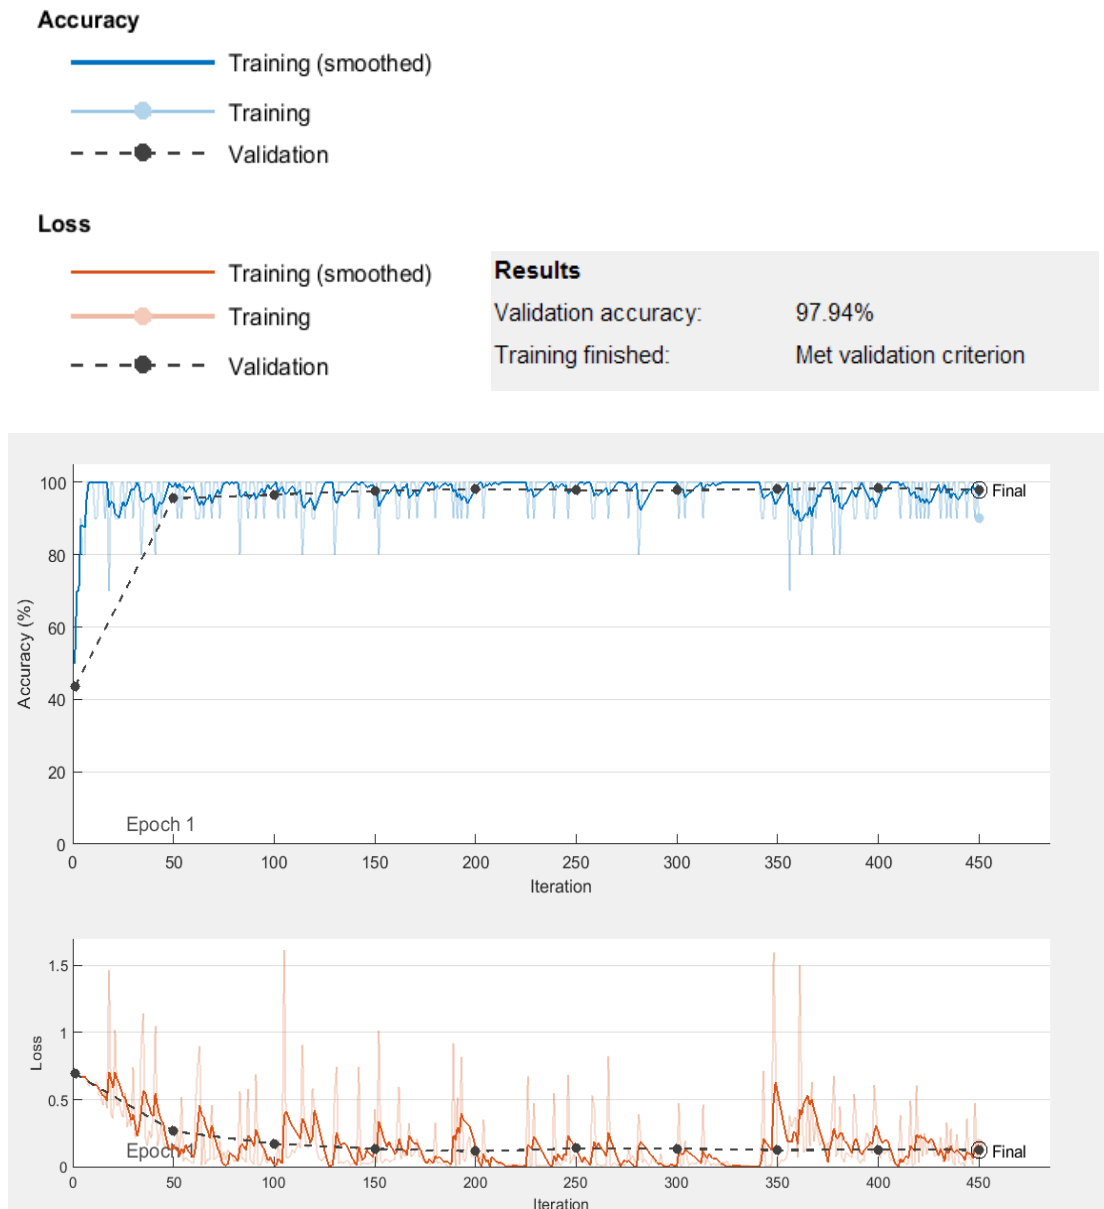 Accuracy
Training (smoothed)
Training
Validation
Loss
Training (smoothed)
Training
Validation
Results
Validation accuracy: 97.94%
Training finished: Met validation criterion
Accuracy (%)
100
80
60
40
20
0
Final
Epoch 1
0 50 100 150 200 250 300 350 400 450
Iteration
Loss
1.5
1
0.5
0
Final
Epoch 1
0 50 100 150 200 250 300 350 400 450
Iteration